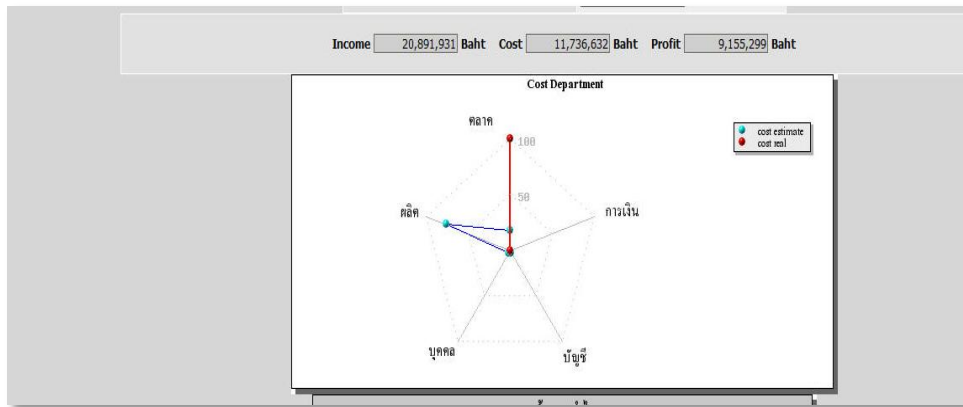 Income 20,891,931 Baht Cost 11,736,632 Baht Profit 9,155,299 Baht
Cost Department
ตลาด
cost estimate
cost real
100
50
ผลิต
การเงิน
บุคคล
บัญชี